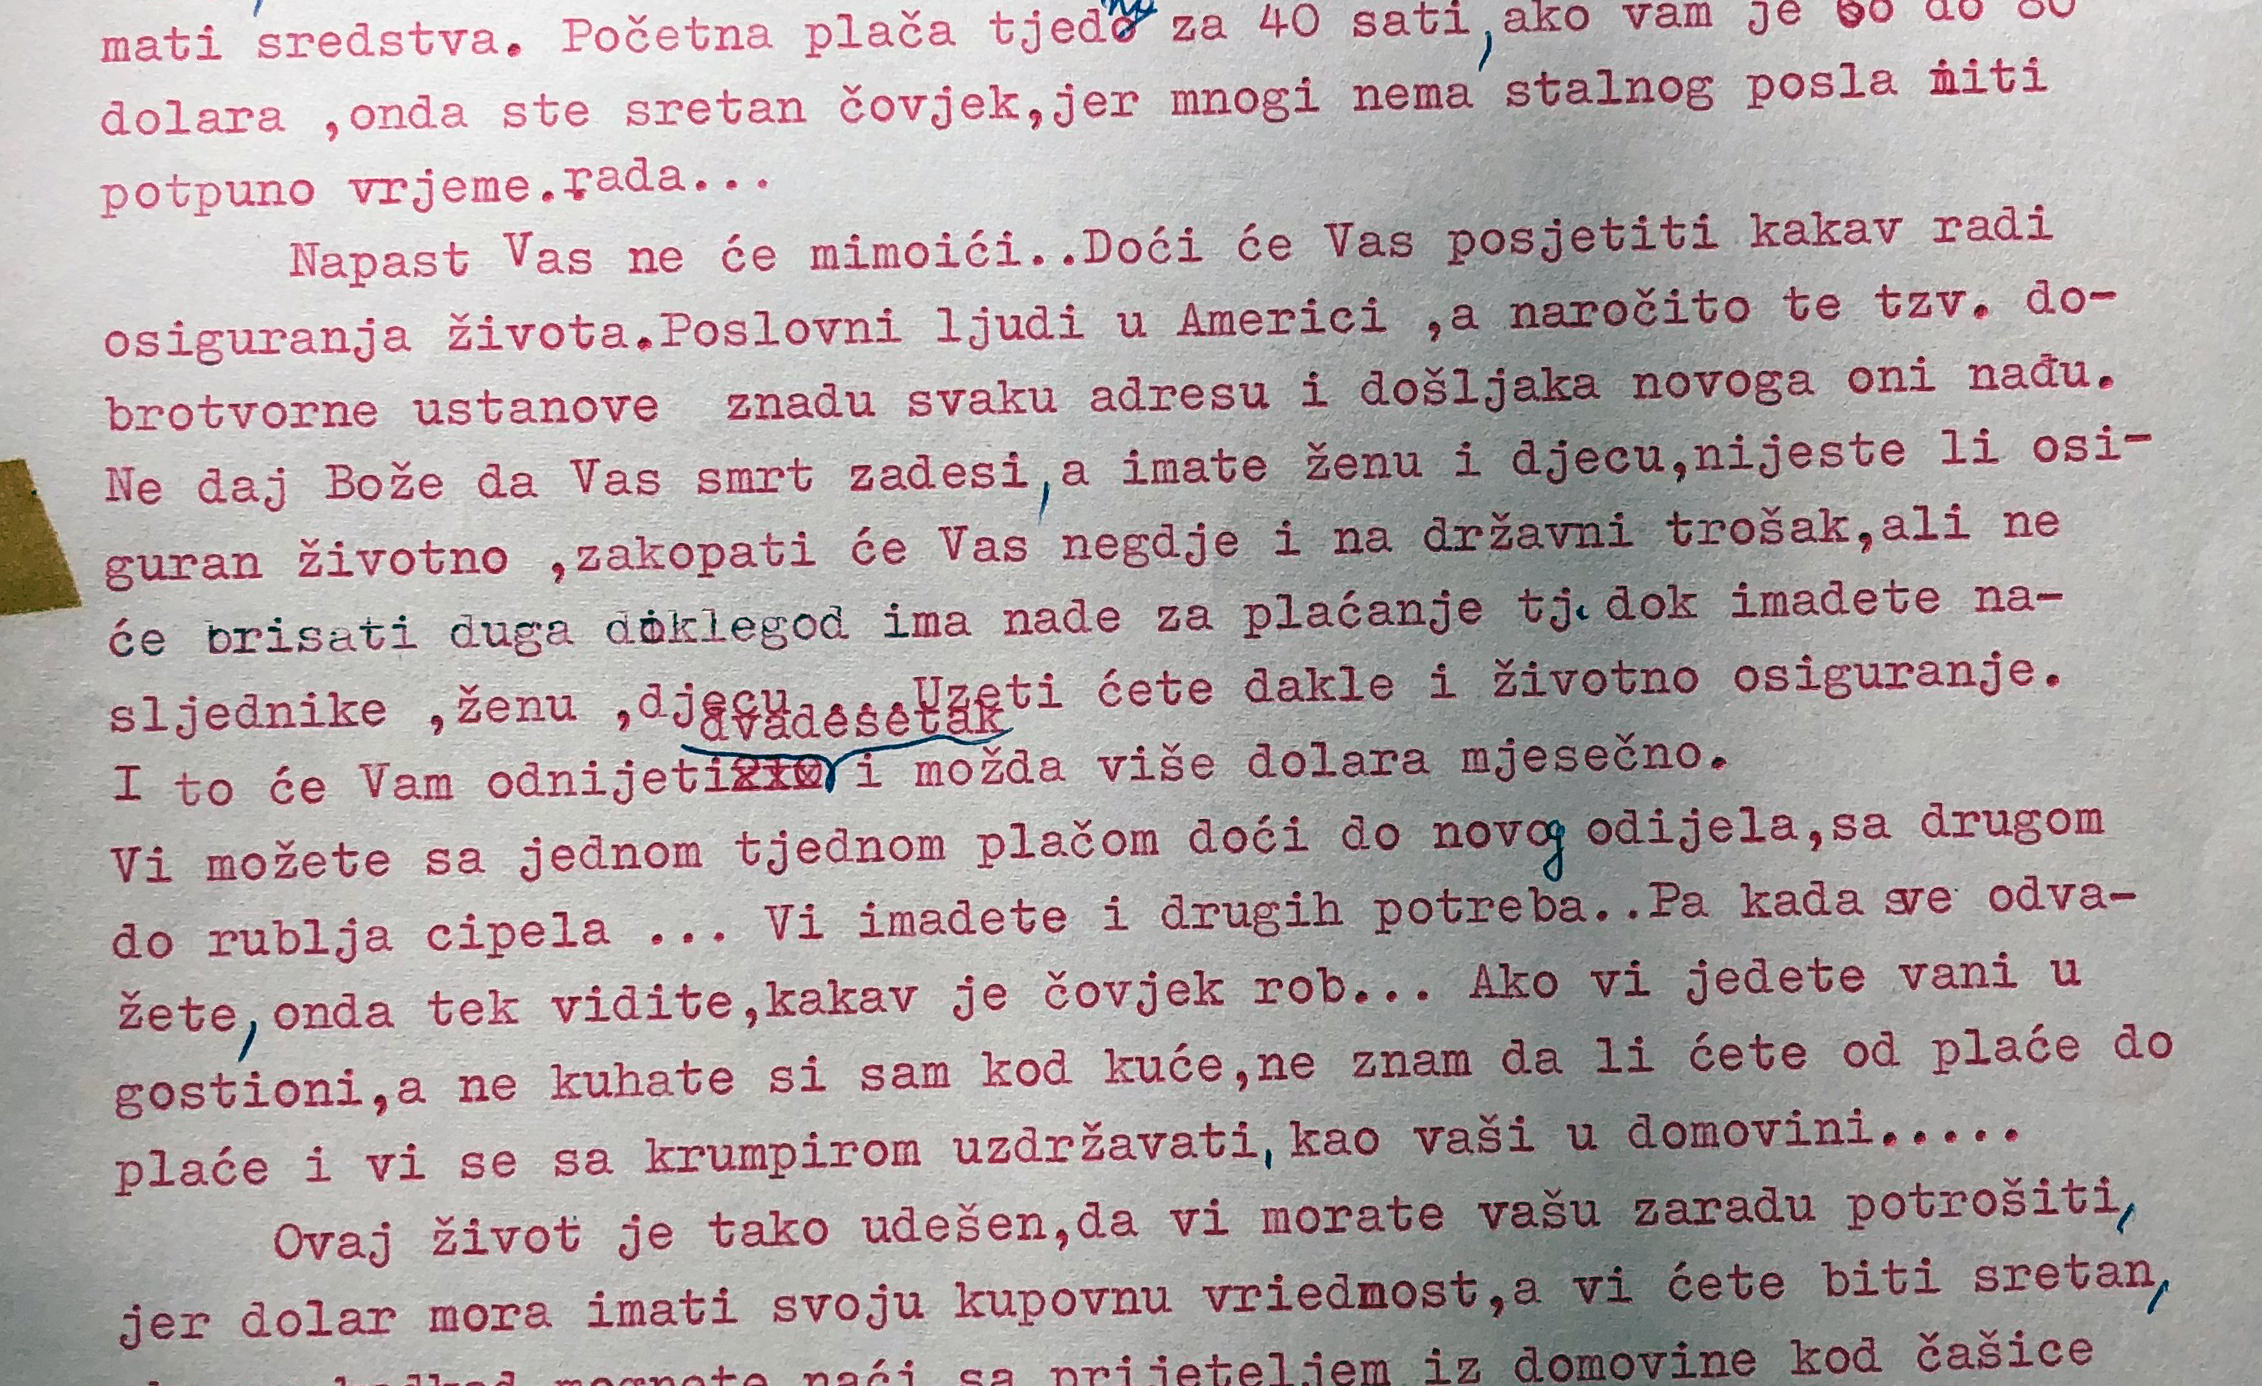 mati sredstva. Početna plača tjedno za 40 sati,ako vam je 60 do 80
dolara ,onda ste sretan čovjek,jer mnogi nema stalnog posla niti
potpuno vrjeme.rada...
Napast Vas ne će mimoići..Doći će Vas posjetiti kakav radi
osiguranja života.Poslovni ljudi u Americi ,a naročito te tzv. do-
brotvorne ustanove znadu svaku adresu i došljaka novoga oni nađu.
Ne daj Bože da Vas smrt zadesi,a imate ženu i djecu,nijeste li osi-
guran životno ,zakopati će Vas negdje i na državni trošak,ali ne
će brisati duga doklegod ima nade za plaćanje tj. dok imadete na-
sljednike ,ženu ,djecu.....Uzeti ćete dakle i životno osiguranje.
dvadesetak
I to će Vam odnijeti i možda više dolara mjesečno.
Vi možete sa jednom tjednom plačom doći do novog odijela,sa drugom
do rublja cipela ... Vi imadete i drugih potreba..Pa kada sve odva-
žete,onda tek vidite,kakav je čovjek rob... Ako vi jedete vani u
gostioni,a ne kuhate si sam kod kuće,ne znam da li ćete od plaće do
plaće i vi se sa krumpirom uzdržavati,kao vaši u domovini.....
Ovaj život je tako udešen,da vi morate vašu zaradu potrošiti,
jer dolar mora imati svoju kupovnu vriedmost,a vi ćete biti sretan,
mognete naći sa prijeteljem iz domovine kod čašice